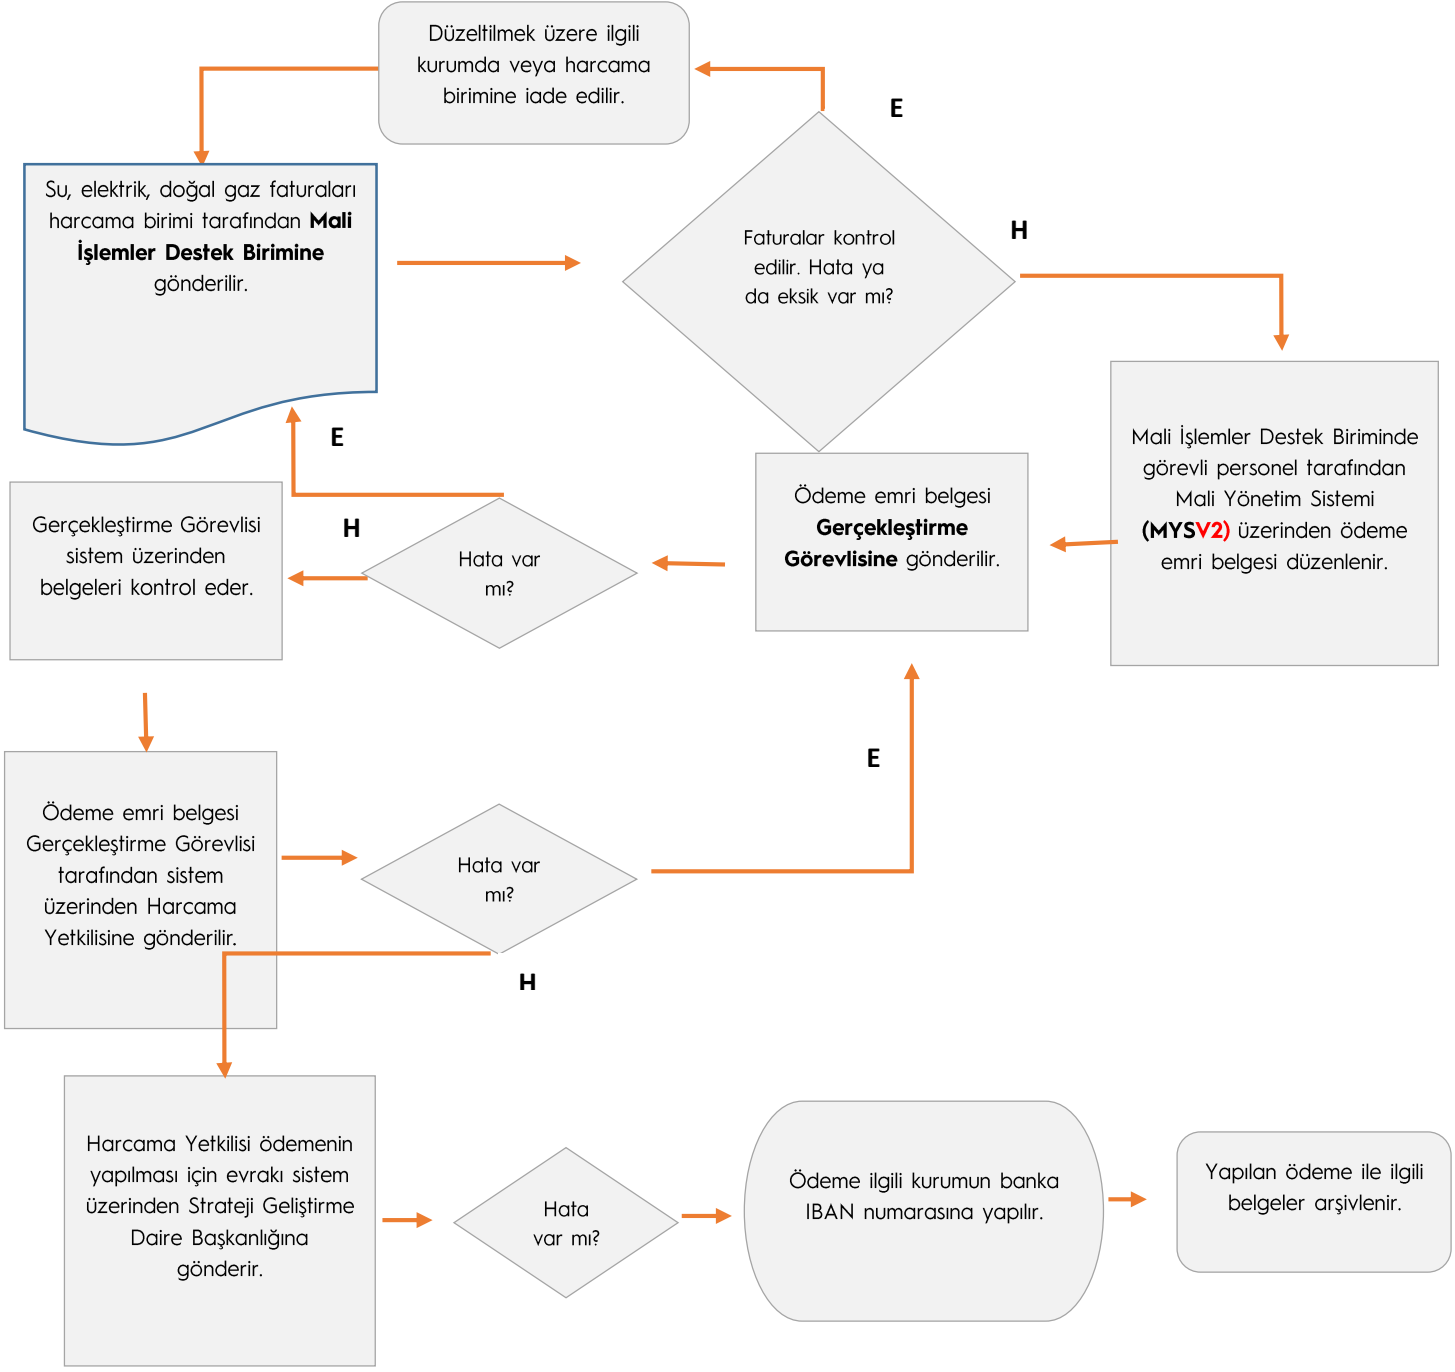 Düzeltilmek üzere ilgili
kurumda veya harcama
birimine iade edilir.
E
Su, elektrik, doğal gaz faturaları
harcama birimi tarafından Mali
İşlemler Destek Birimine
gönderilir.
Faturalar kontrol
edilir. Hata ya
da eksik var mı?
H
Mali İşlemler Destek Biriminde
görevli personel tarafından
Mali Yönetim Sistemi
(MYSV2) üzerinden ödeme
emri belgesi düzenlenir.
Ödeme emri belgesi
Gerçekleştirme
Görevlisine gönderilir.
E
Hata var
mı?
H
Gerçekleştirme Görevlisi
sistem üzerinden
belgeleri kontrol eder.
Ödeme emri belgesi
Gerçekleştirme Görevlisi
tarafından sistem
üzerinden Harcama
Yetkilisine gönderilir.
Hata var
mı?
E
H
Harcama Yetkilisi ödemenin
yapılması için evrakı sistem
üzerinden Strateji Geliştirme
Daire Başkanlığına
gönderir.
Hata
var mı?
Ödeme ilgili kurumun banka
IBAN numarasına yapılır.
Yapılan ödeme ile ilgili
belgeler arşivlenir.